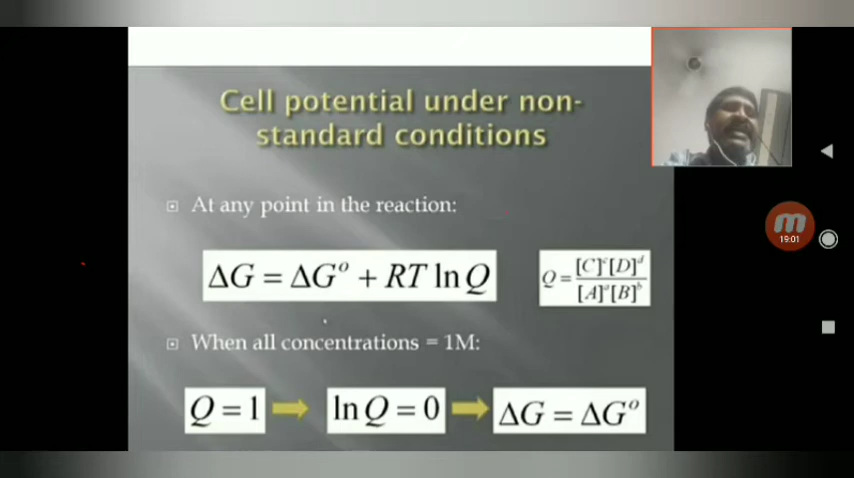 Cell potential under non-
standard conditions
At any point in the reaction:
ΔG = ΔG° + RT ln Q
Q = [C]ᶜ[D]ᵈ / [A]ᵃ[B]ᵇ
m
19:01
When all concentrations = 1M:
Q = 1
ln Q = 0
ΔG = ΔG°